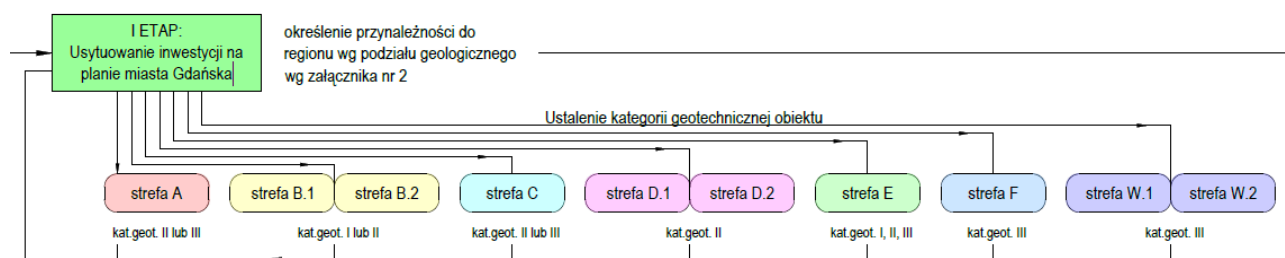 I ETAP:
Usytuowanie inwestycji na
planie miasta Gdańska
określenie przynależności do
regionu wg podziału geologicznego
wg załącznika nr 2
Ustalenie kategorii geotechnicznej obiektu
strefa A
strefa B.1
strefa B.2
strefa C
strefa D.1
strefa D.2
strefa E
strefa F
strefa W.1
strefa W.2
kat.geot. II lub III
kat.geot. I lub II
kat.geot. II lub III
kat.geot. II
kat.geot. I, II, III
kat.geot. III
kat.geot. III